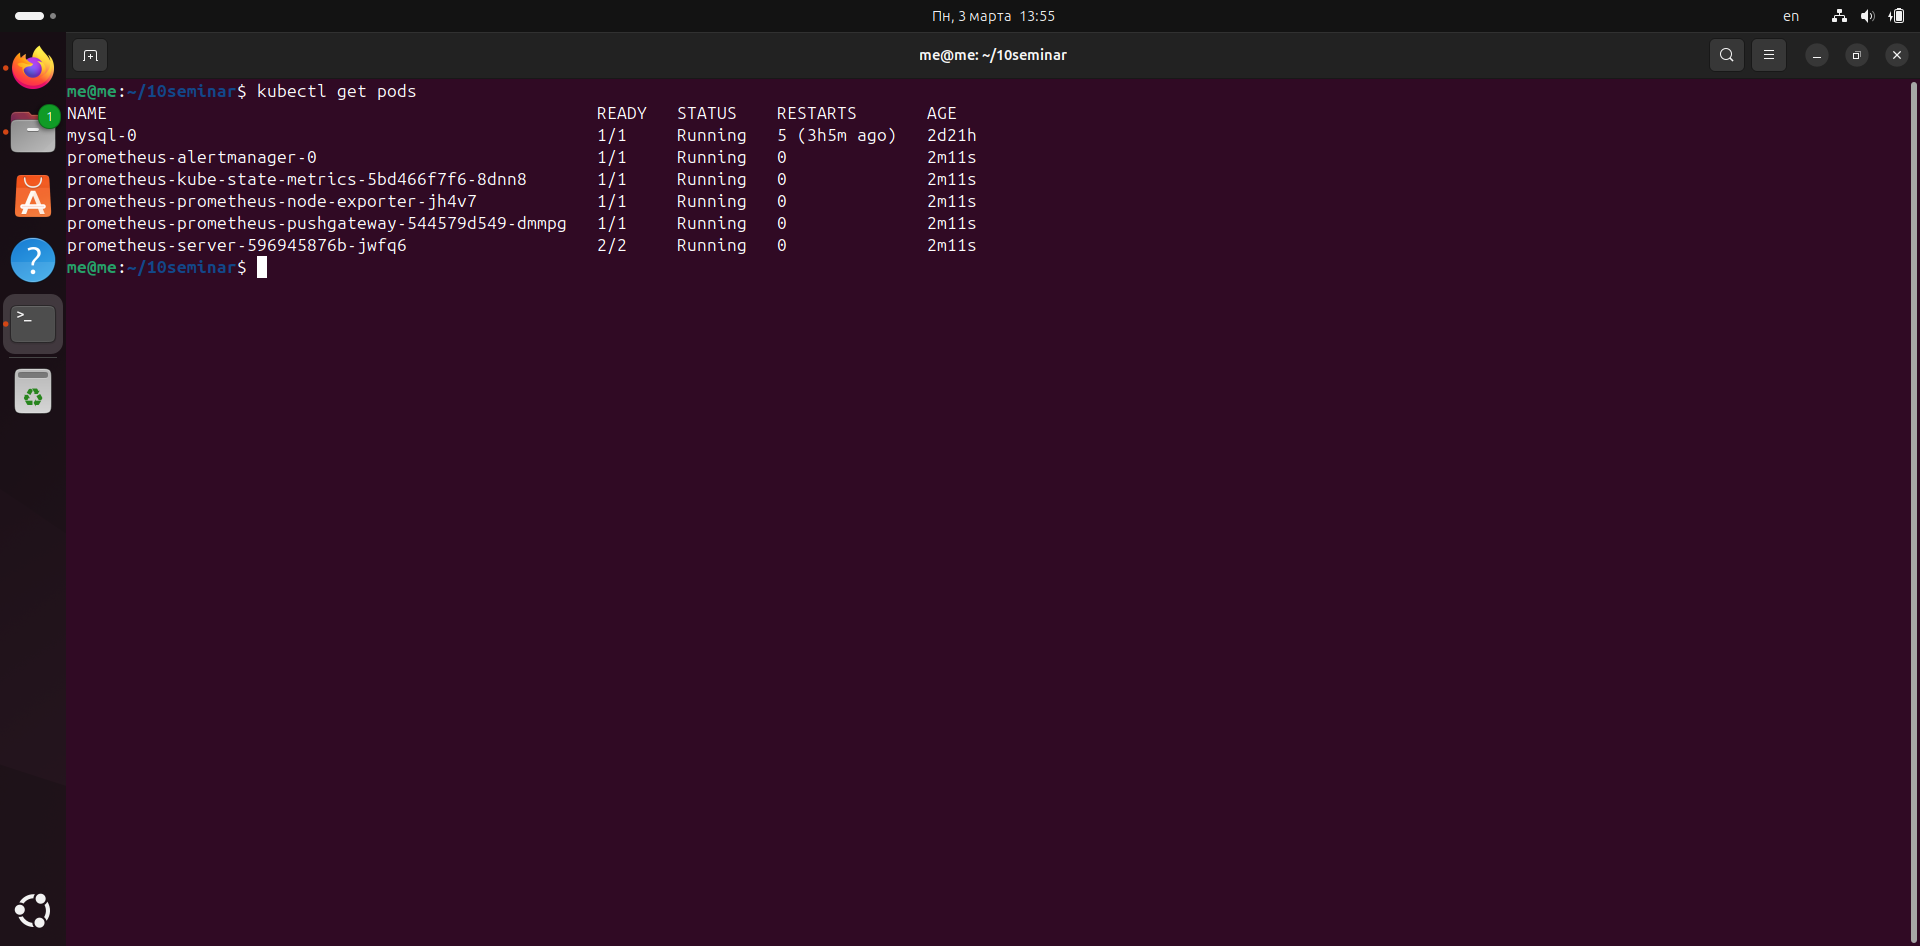 Пн, 3 марта 13:55
en
me@me: ~/10seminar
1
me@me:~/10seminar$ kubectl get pods
NAME READY STATUS RESTARTS AGE
mysql-0 1/1 Running 5 (3h5m ago) 2d21h
prometheus-alertmanager-0 1/1 Running 0 2m11s
prometheus-kube-state-metrics-5bd466f7f6-8dnn8 1/1 Running 0 2m11s
prometheus-prometheus-node-exporter-jh4v7 1/1 Running 0 2m11s
prometheus-prometheus-pushgateway-544579d549-dmmpg 1/1 Running 0 2m11s
prometheus-server-596945876b-jwfq6 2/2 Running 0 2m11s
me@me:~/10seminar$